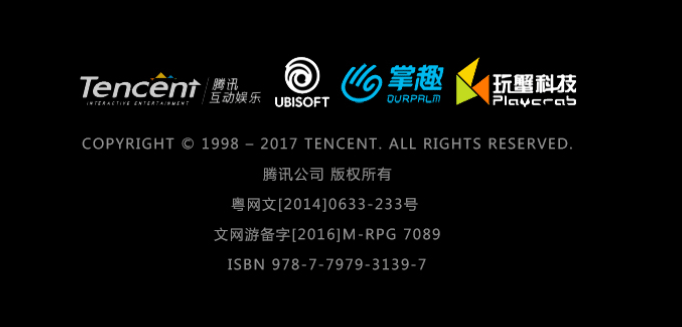 Tencent 腾讯
INTERACTIVE ENTERTAINMENT 互动娱乐
UBISOFT
掌趣
OURPALM
玩蟹科技
Playcrab
COPYRIGHT © 1998 – 2017 TENCENT. ALL RIGHTS RESERVED.
腾讯公司 版权所有
粤网文[2014]0633-233号
文网游备字[2016]M-RPG 7089
ISBN 978-7-7979-3139-7